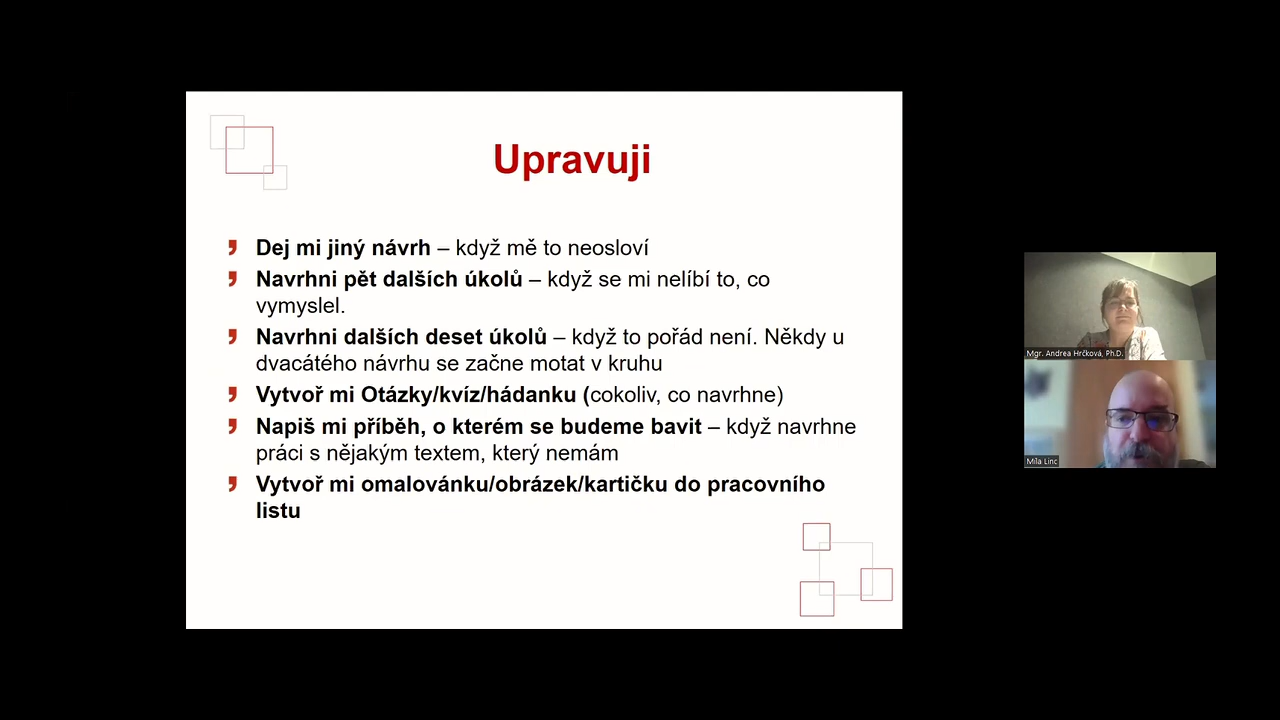 Upravuji
Dej mi jiný návrh – když mě to neosloví
Navrhni pět dalších úkolů – když se mi nelíbí to, co
vymyslel.
Navrhni dalších deset úkolů – když to pořád není. Někdy u
dvacátého návrhu se začne motat v kruhu
Vytvoř mi Otázky/kvíz/hádanku (cokoliv, co navrhne)
Napiš mi příběh, o kterém se budeme bavit – když navrhne
práci s nějakým textem, který nemám
Vytvoř mi omalovánku/obrázek/kartičku do pracovního
listu
Mgr. Andrea Hrčková, Ph.D.
Míla Linc